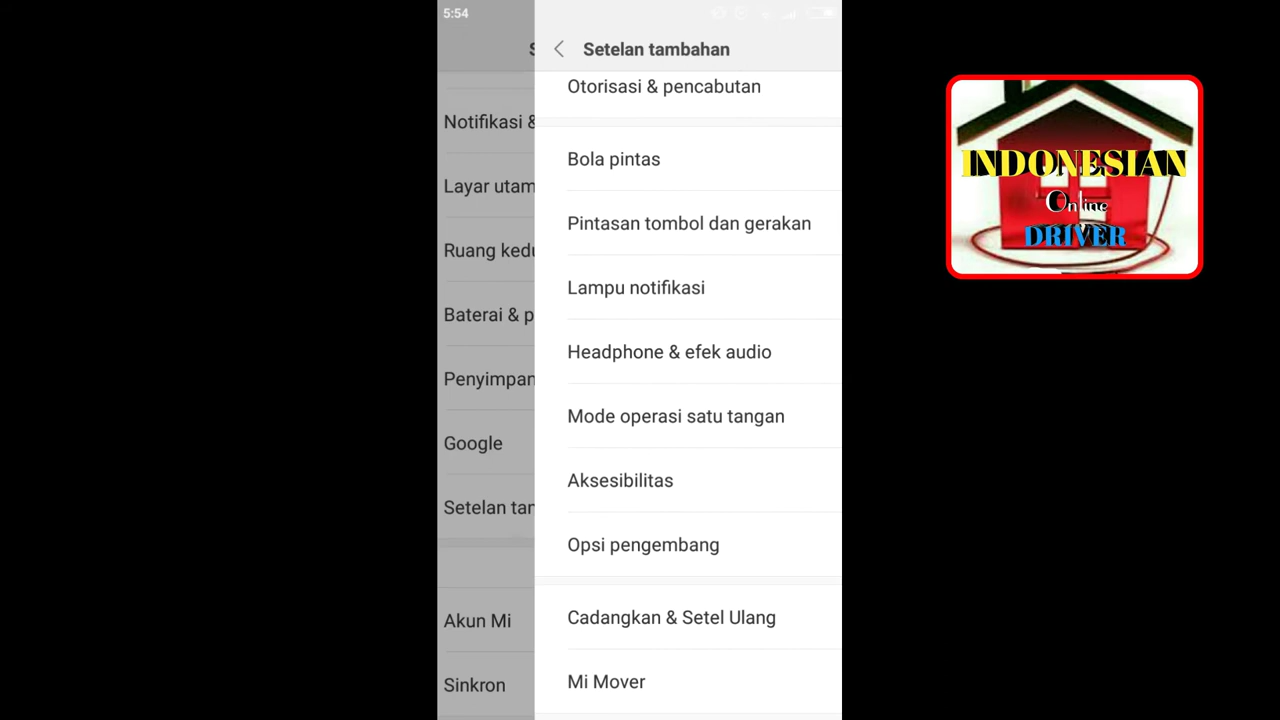 5:54
Notifikasi &
Layar utam
Ruang kedu
Baterai & p
Penyimpan
Google
Setelan tan
Akun Mi
Sinkron
Setelan tambahan
Otorisasi & pencabutan
Bola pintas
Pintasan tombol dan gerakan
Lampu notifikasi
Headphone & efek audio
Mode operasi satu tangan
Aksesibilitas
Opsi pengembang
Cadangkan & Setel Ulang
Mi Mover
INDONESIAN
Online
DRIVER